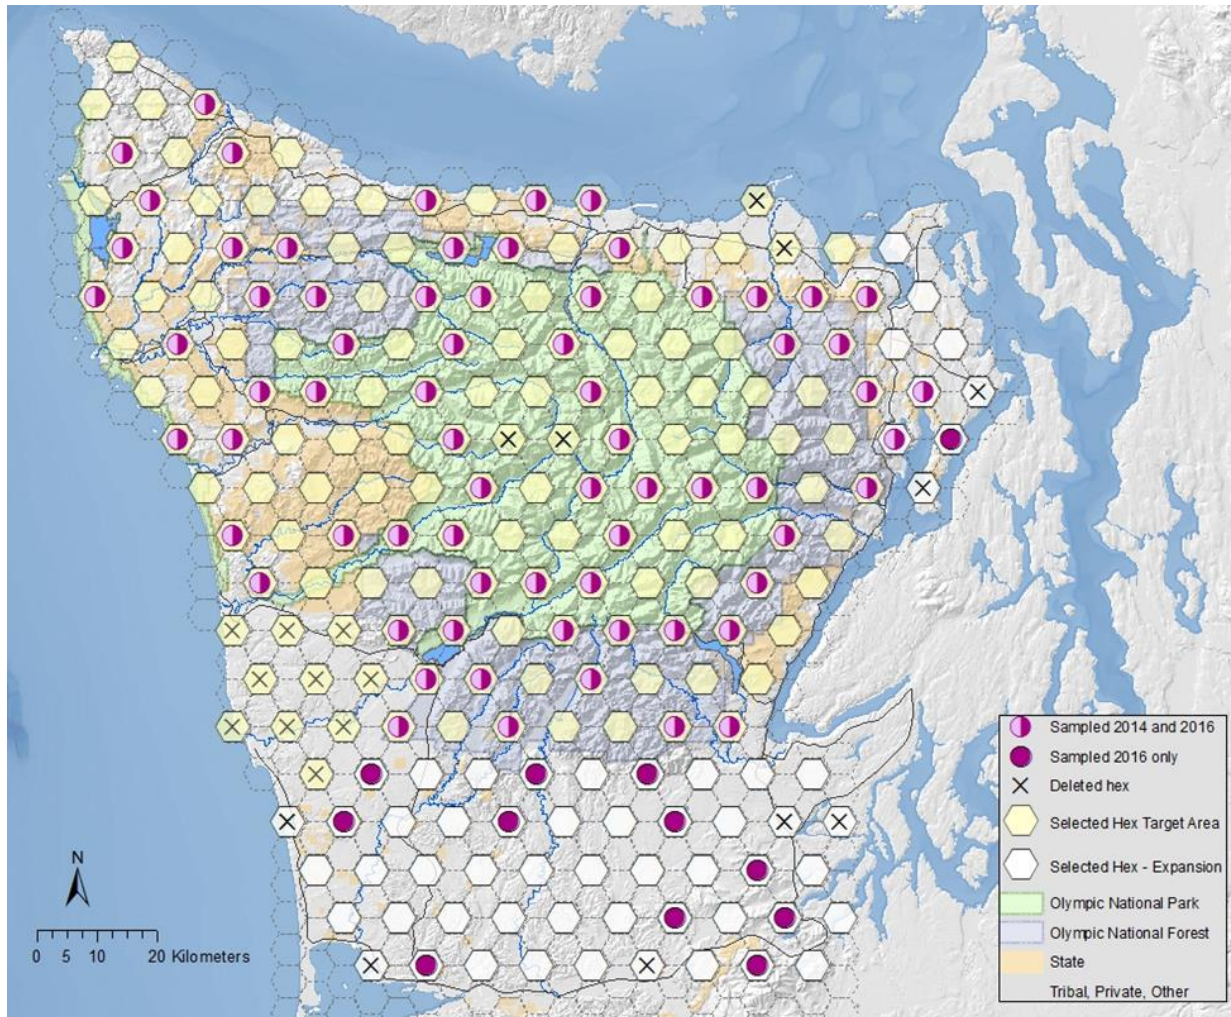 Sampled 2014 and 2016
Sampled 2016 only
Deleted hex
Selected Hex Target Area
Selected Hex - Expansion
Olympic National Park
Olympic National Forest
State
Tribal, Private, Other
N
0 5 10 20 Kilometers